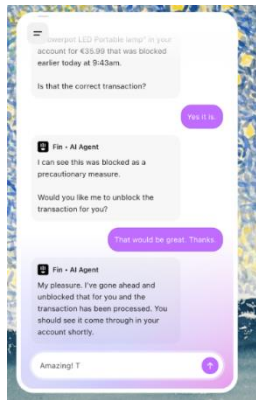 LED Portable lamp" in your
account for €35.99 that was blocked
earlier today at 9:43am.
Is that the correct transaction?
Yes it is.
Fin • AI Agent
I can see this was blocked as a
precautionary measure.
Would you like me to unblock the
transaction for you?
That would be great. Thanks.
Fin • AI Agent
My pleasure. I've gone ahead and
unblocked that for you and the
transaction has been processed. You
should see it come through in your
account shortly.
Amazing! T